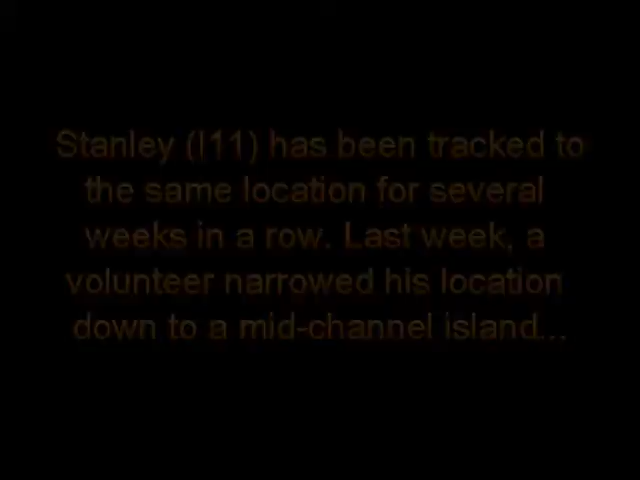 Stanley (I11) has been tracked to
the same location for several
weeks in a row. Last week, a
volunteer narrowed his location
down to a mid-channel island...